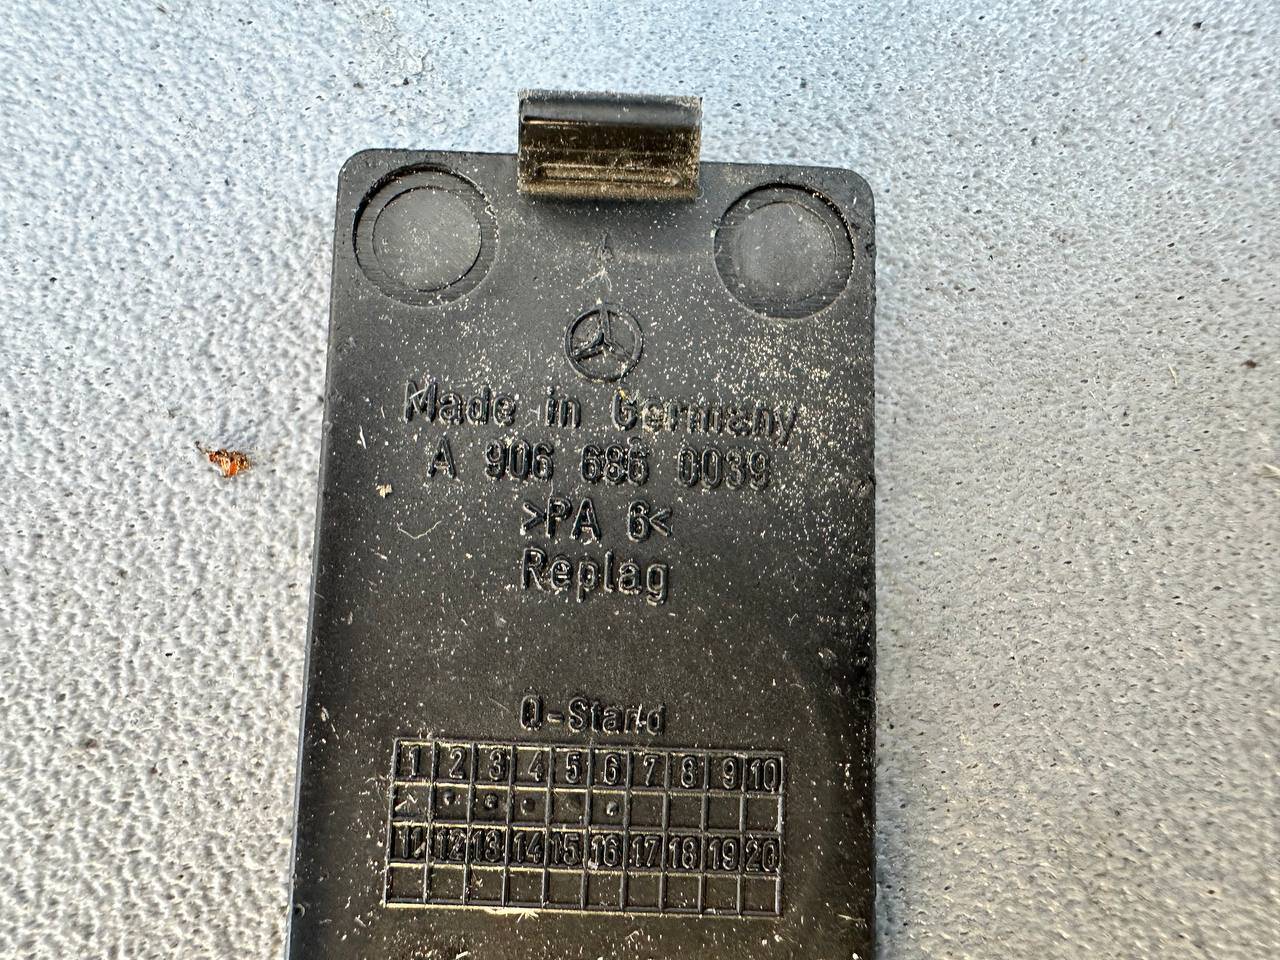 Made in Germany
A 906 686 0039
>PA 6<
Replag
Q-Stand
1 2 3 4 5 6 7 8 9 10
11 12 13 14 15 16 17 18 19 20